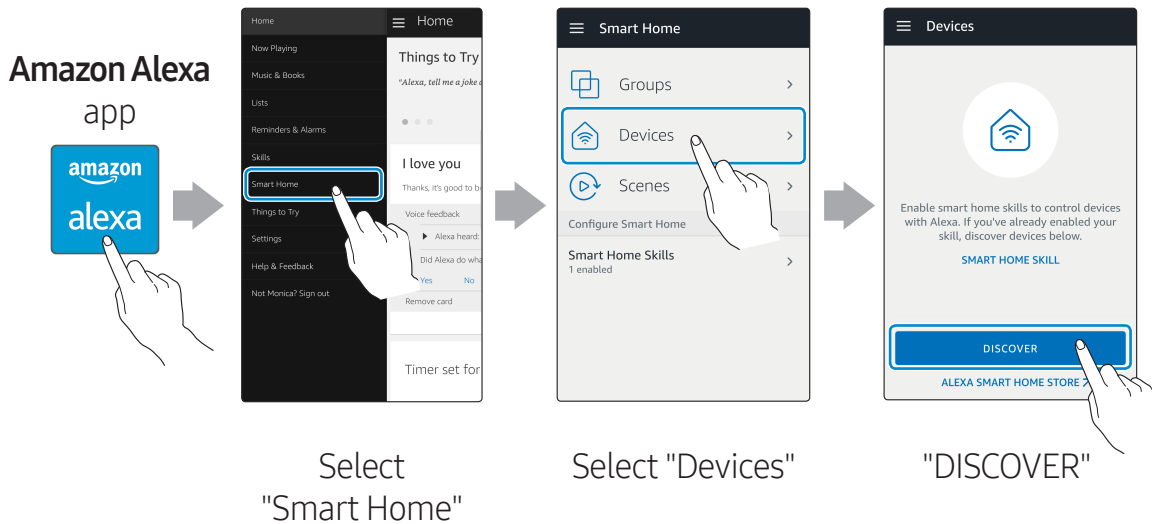 Amazon Alexa
app
amazon
alexa
Home
Now Playing
Music & Books
Lists
Reminders & Alarms
Skills
Smart Home
Things to Try
Settings
Help & Feedback
Not Monica? Sign out
Home
Things to Try
"Alexa, tell me a joke
I love you
Thanks, it's good to
Voice feedback
Alexa heard:
Did Alexa do
Yes No
Remove card
Timer set for
Select
"Smart Home"
Smart Home
Groups
Devices
Scenes
Configure Smart Home
Smart Home Skills
1 enabled
Select "Devices"
Devices
Enable smart home skills to control devices
with Alexa. If you've already enabled your
skill, discover devices below.
SMART HOME SKILL
DISCOVER
ALEXA SMART HOME STORE
"DISCOVER"